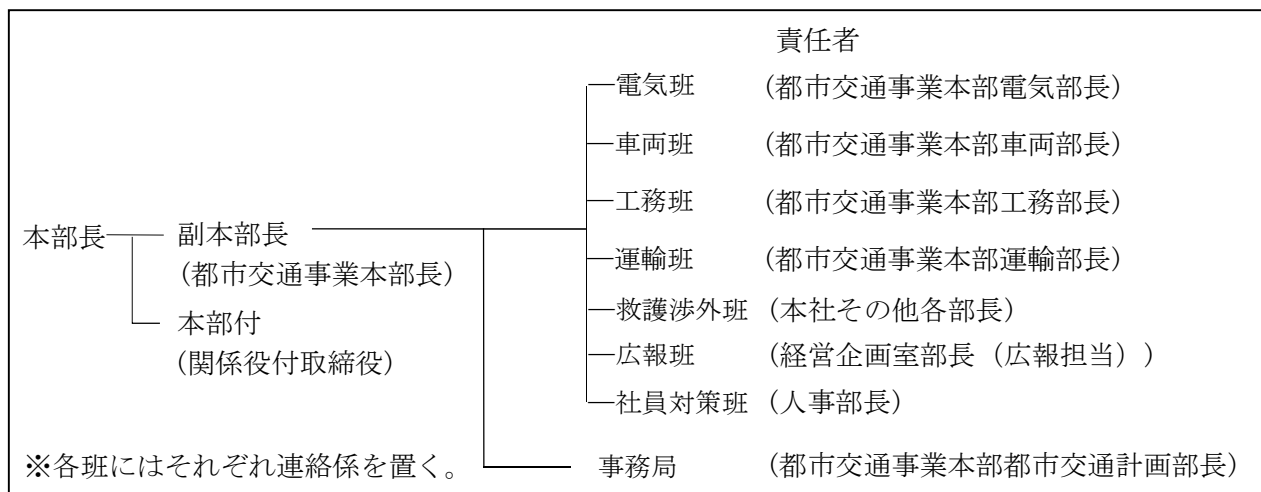 責任者
電気班 (都市交通事業本部電気部長)
車両班 (都市交通事業本部車両部長)
工務班 (都市交通事業本部工務部長)
本部長 副本部長
(都市交通事業本部長)
運輸班 (都市交通事業本部運輸部長)
救護渉外班 (本社その他各部長)
本部付
(関係役付取締役)
広報班 (経営企画室部長(広報担当))
社員対策班 (人事部長)
※各班にはそれぞれ連絡係を置く。
事務局 (都市交通事業本部都市交通計画部長)